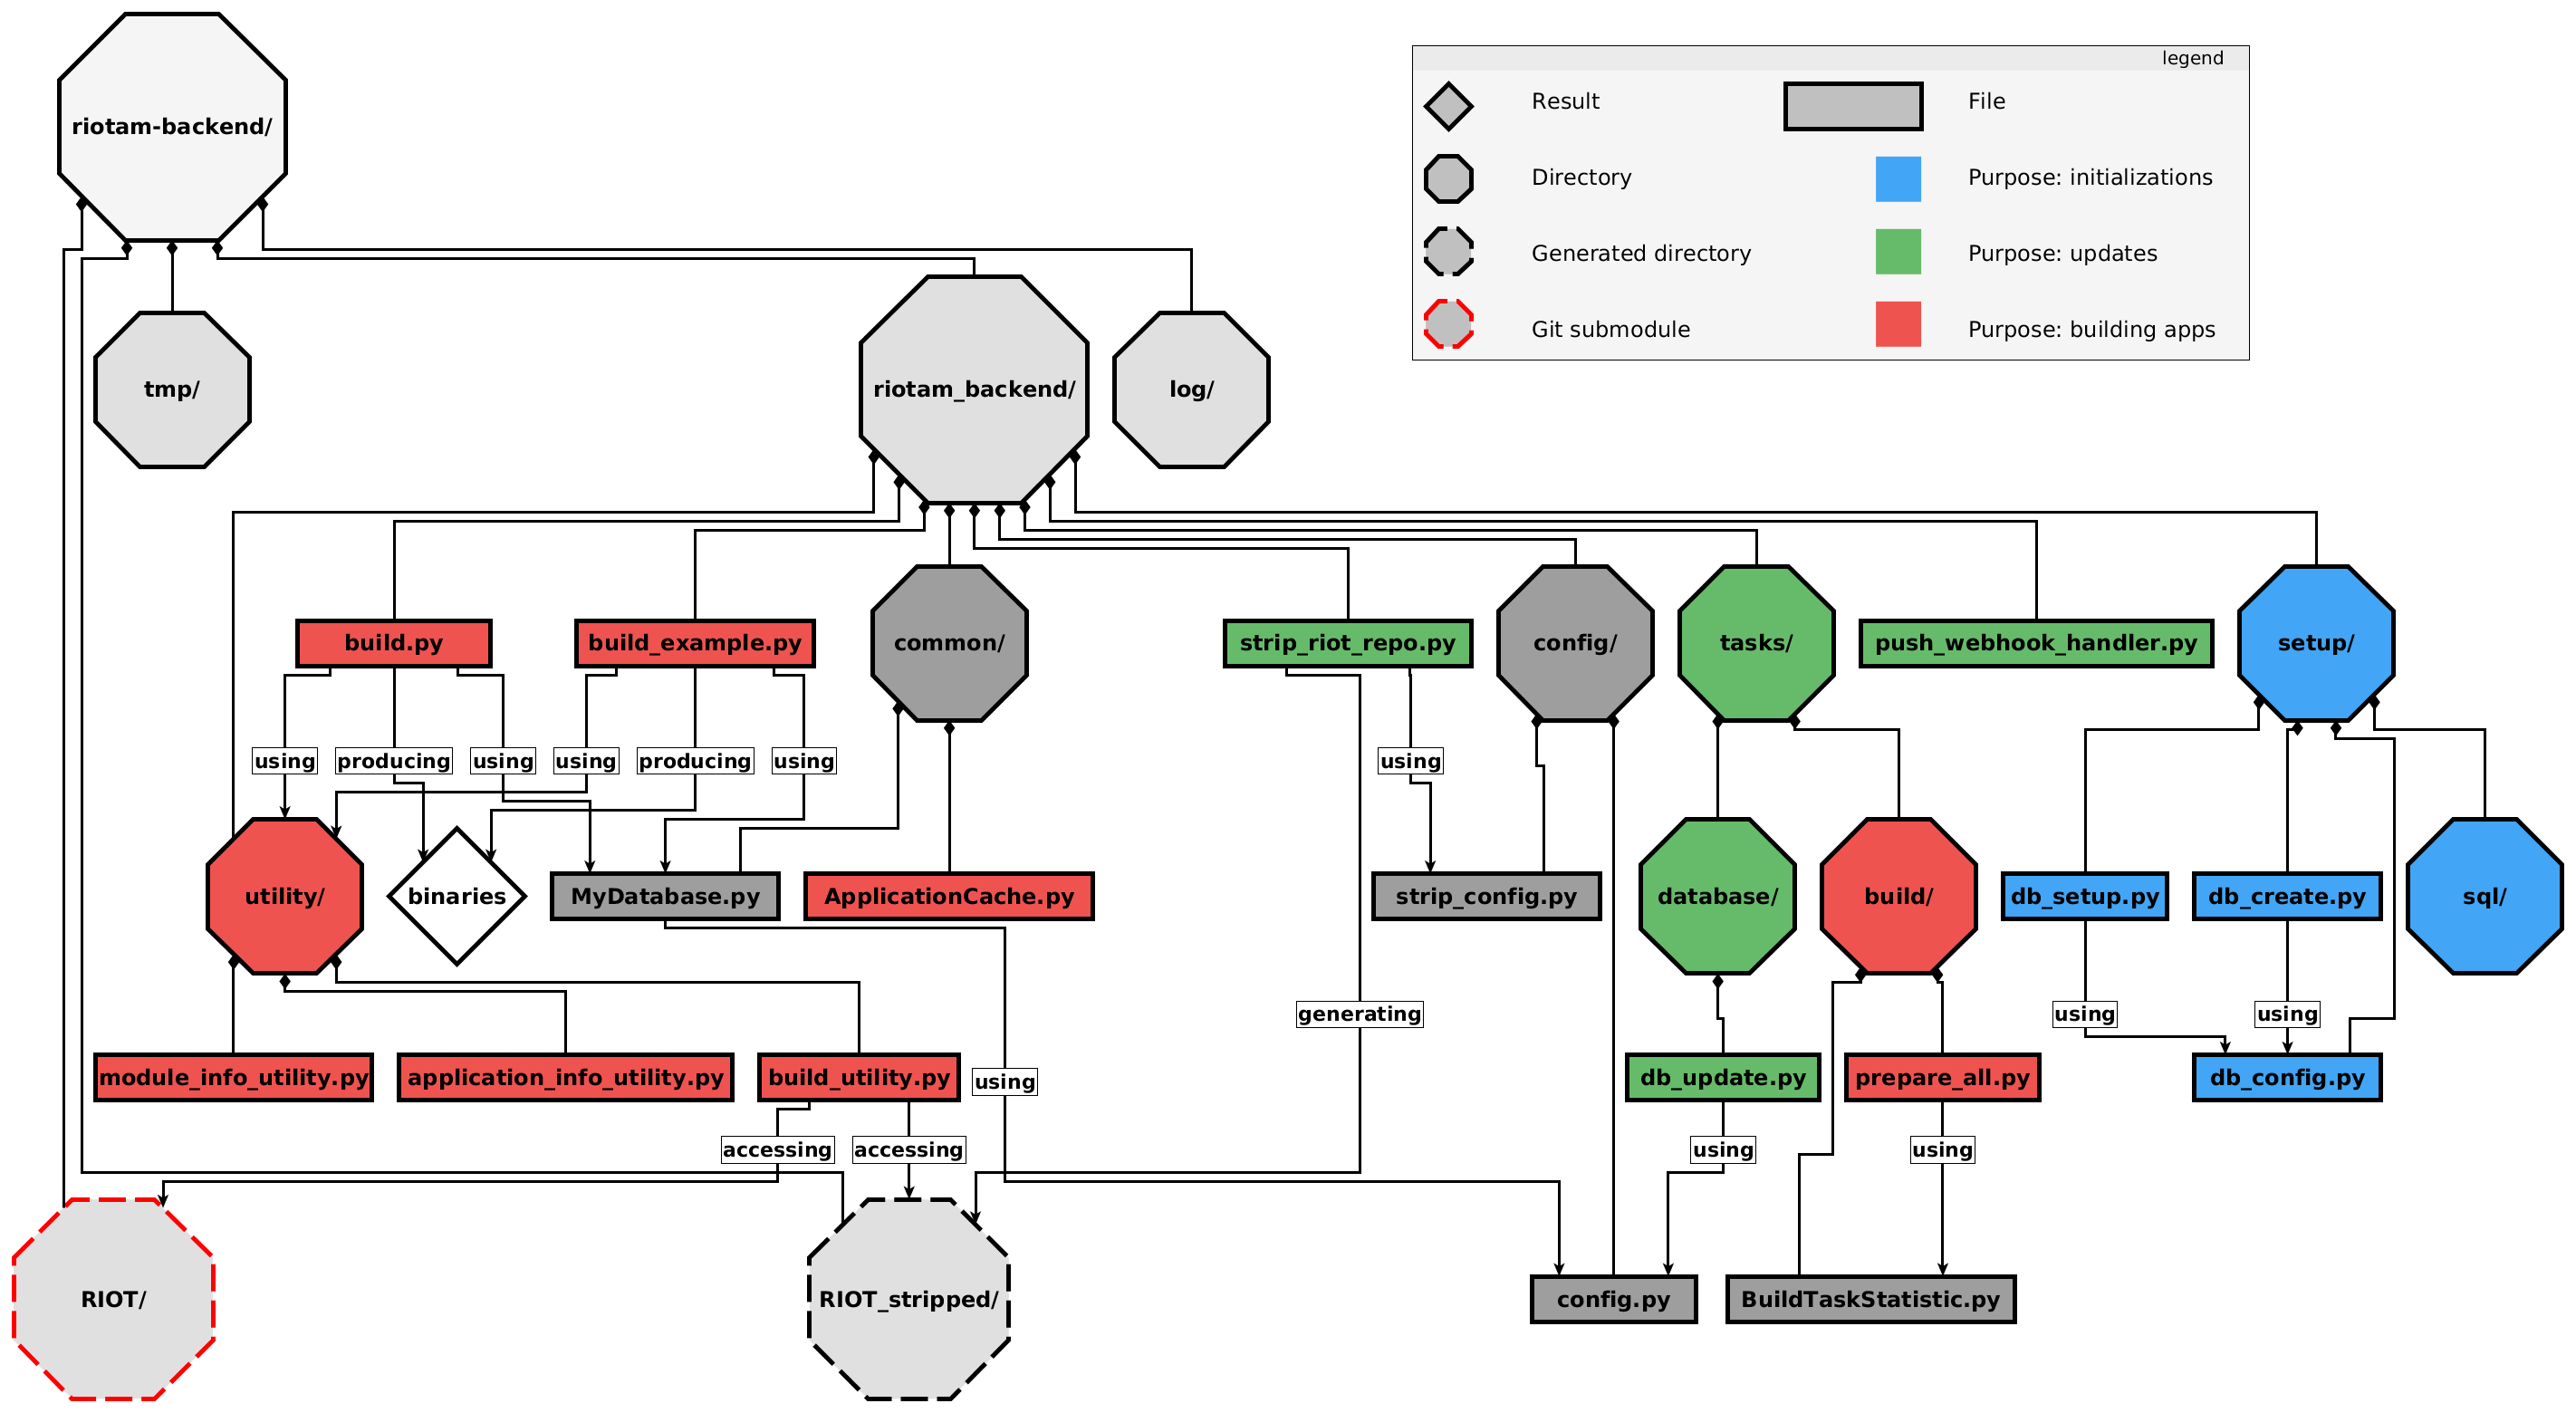 legend
riotam-backend/
Result
File
Directory
Purpose: initializations
Generated directory
Purpose: updates
Git submodule
Purpose: building apps
tmp/
riotam_backend/
log/
build.py
build_example.py
common/
strip_riot_repo.py
config/
tasks/
push_webhook_handler.py
setup/
using
producing
using
using
producing
using
using
utility/
binaries
MyDatabase.py
ApplicationCache.py
strip_config.py
database/
build/
db_setup.py
db_create.py
sql/
generating
using
using
module_info_utility.py
application_info_utility.py
build_utility.py
using
db_update.py
prepare_all.py
db_config.py
accessing
accessing
using
using
RIOT/
RIOT_stripped/
config.py
BuildTaskStatistic.py